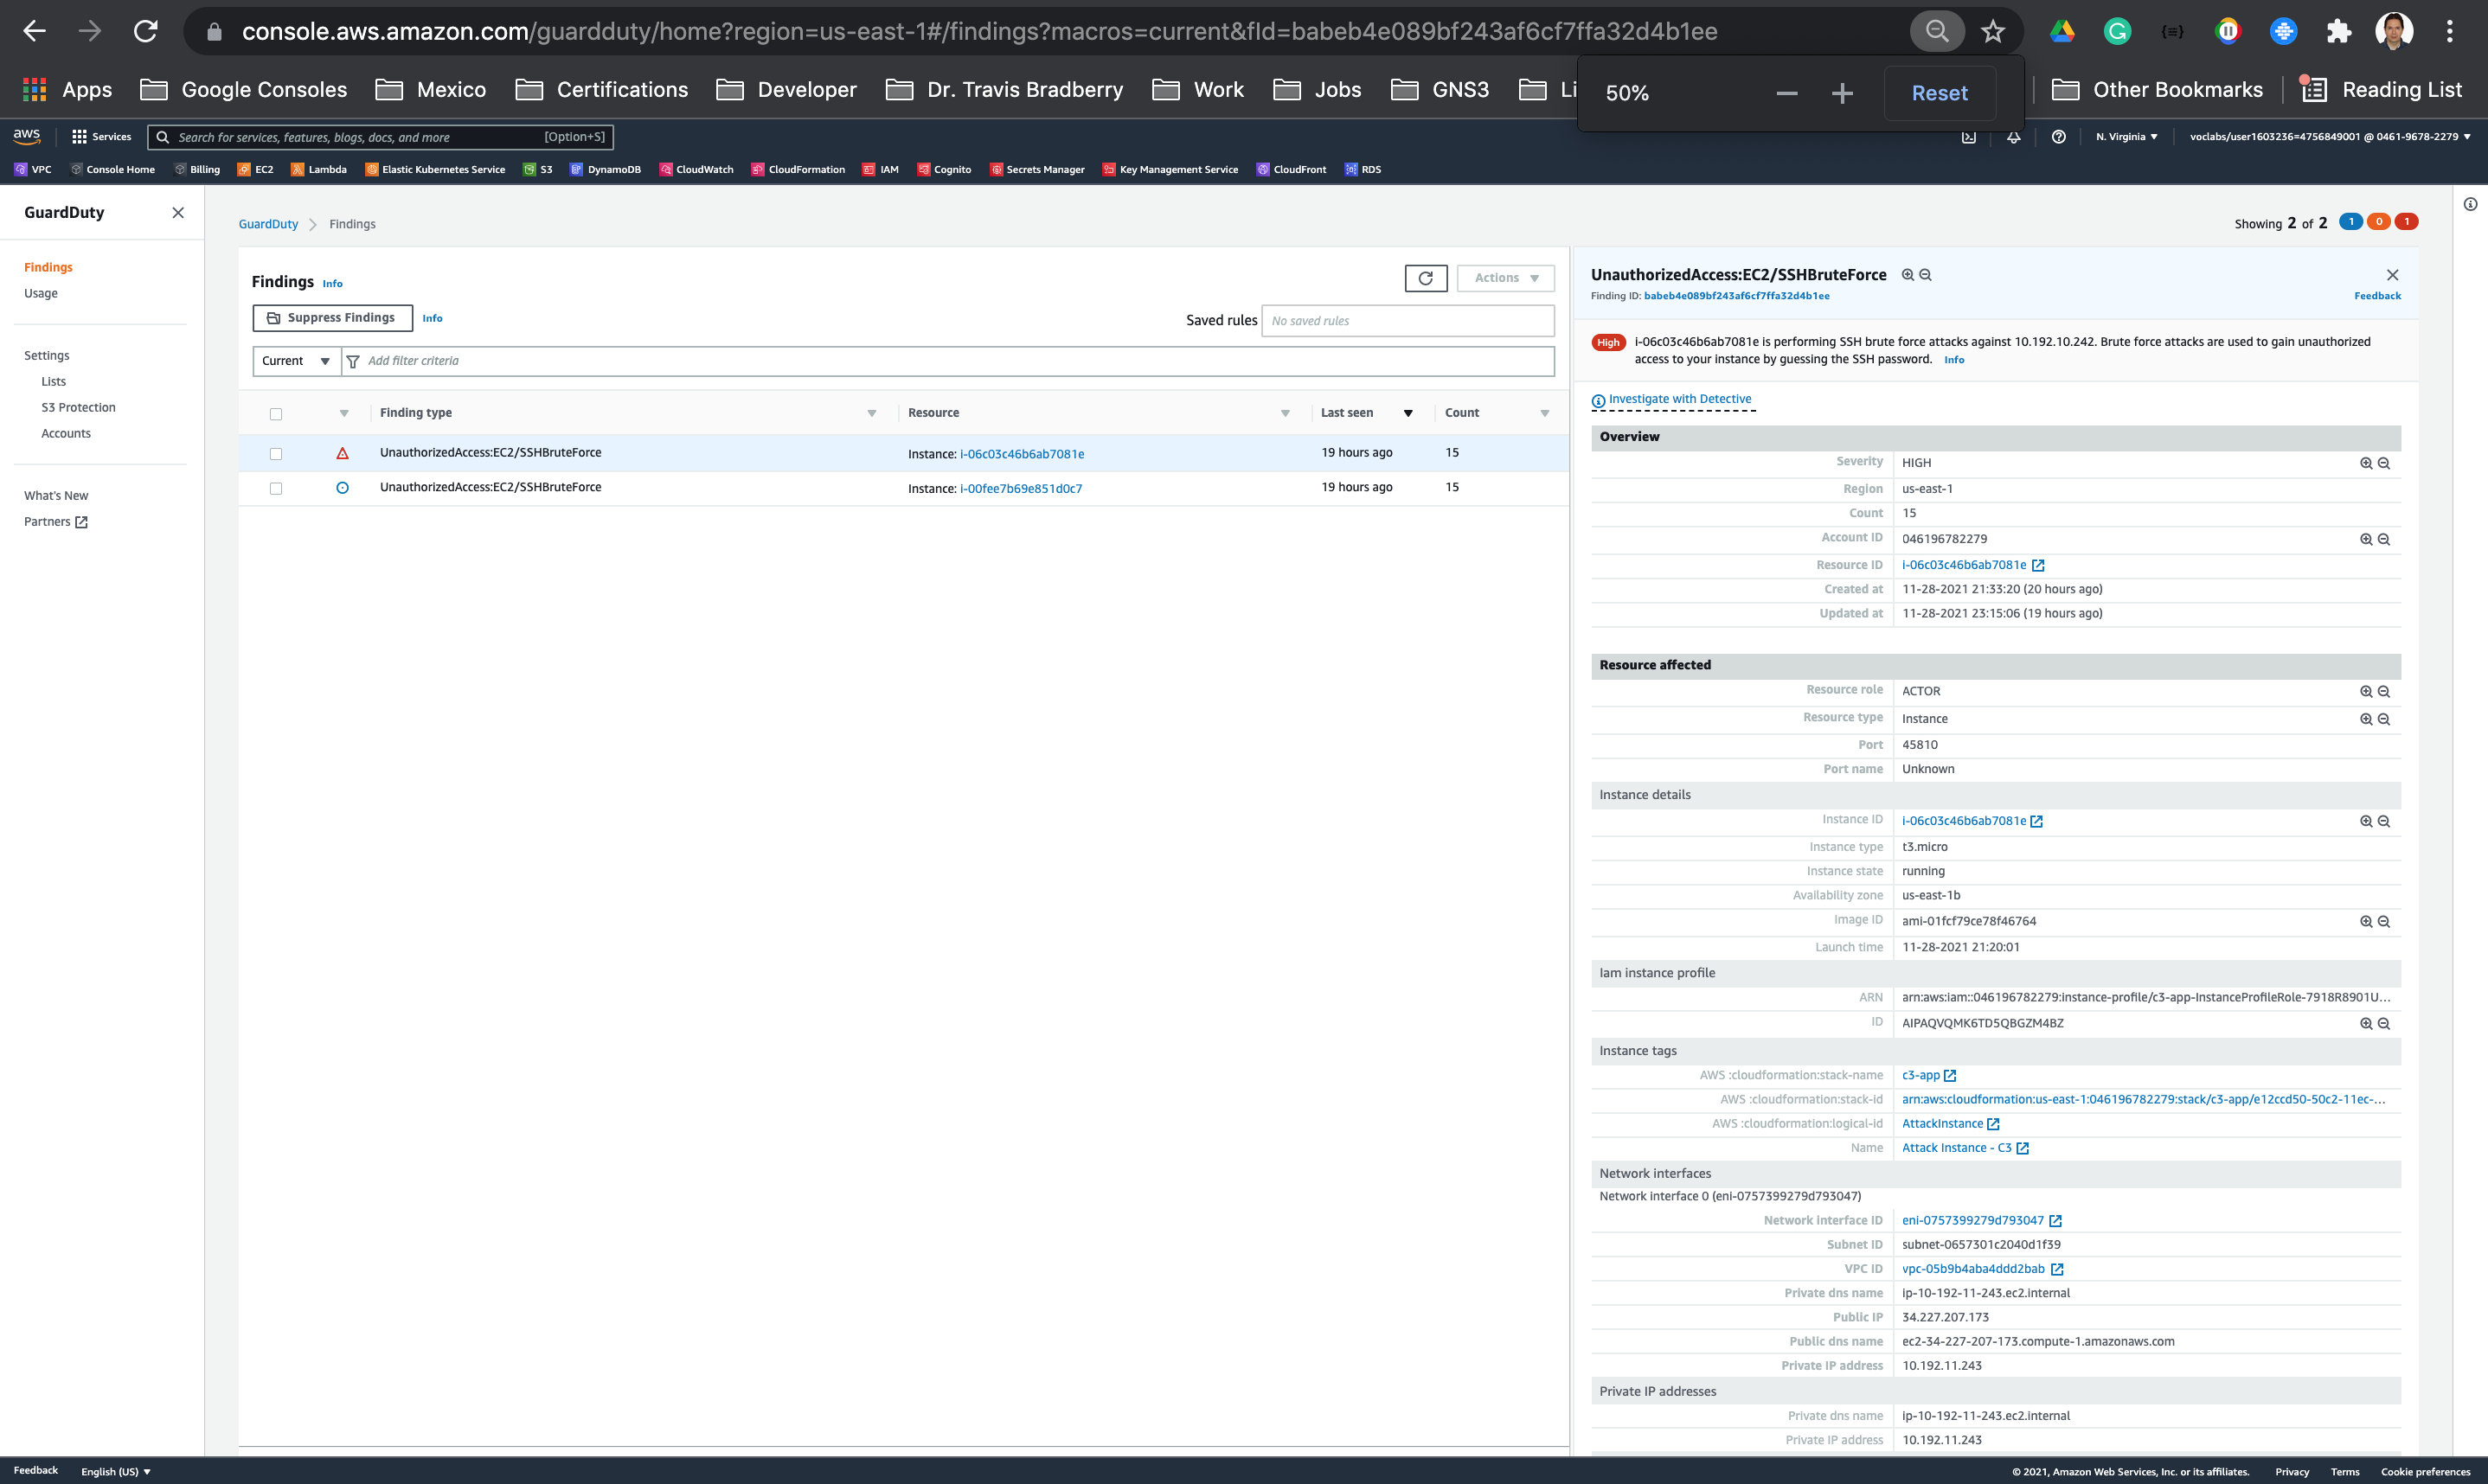 console.aws.amazon.com/guardduty/home?region=us-east-1#/findings?macros=current&fId=babeb4e089bf243af6cf7ffa32d4b1ee
Apps Google Consoles Mexico Certifications Developer Dr. Travis Bradberry Work Jobs GNS3 Other Bookmarks Reading List
50% Reset
aws Services Search for services, features, blogs, docs, and more [Option+S] N. Virginia voclabs/user1603236=4756849001 @ 0461-9678-2279
VPC Console Home Billing EC2 Lambda Elastic Kubernetes Service S3 DynamoDB CloudWatch CloudFormation IAM Cognito Secrets Manager Key Management Service CloudFront RDS
GuardDuty
Findings
Usage
Settings
Lists
S3 Protection
Accounts
What's New
Partners
GuardDuty Findings
Showing 2 of 2 1 0 1
Findings Info
Actions
Suppress Findings Info
Saved rules No saved rules
Current Add filter criteria
Finding type Resource Last seen Count
UnauthorizedAccess:EC2/SSHBruteForce Instance: i-06c03c46b6ab7081e 19 hours ago 15
UnauthorizedAccess:EC2/SSHBruteForce Instance: i-00fee7b69e851d0c7 19 hours ago 15
UnauthorizedAccess:EC2/SSHBruteForce
Finding ID: babeb4e089bf243af6cf7ffa32d4b1ee Feedback
High i-06c03c46b6ab7081e is performing SSH brute force attacks against 10.192.10.242. Brute force attacks are used to gain unauthorized
access to your instance by guessing the SSH password. Info
Investigate with Detective
Overview
Severity HIGH
Region us-east-1
Count 15
Account ID 046196782279
Resource ID i-06c03c46b6ab7081e
Created at 11-28-2021 21:33:20 (20 hours ago)
Updated at 11-28-2021 23:15:06 (19 hours ago)
Resource affected
Resource role ACTOR
Resource type Instance
Port 45810
Port name Unknown
Instance details
Instance ID i-06c03c46b6ab7081e
Instance type t3.micro
Instance state running
Availability zone us-east-1b
Image ID ami-01fcf79ce78f46764
Launch time 11-28-2021 21:20:01
Iam instance profile
ARN arn:aws:iam::046196782279:instance-profile/c3-app-InstanceProfileRole-7918R8901U...
ID AIPAQVQMK6TD5QBGZM4BZ
Instance tags
AWS :cloudformation:stack-name c3-app
AWS :cloudformation:stack-id arn:aws:cloudformation:us-east-1:046196782279:stack/c3-app/e12ccd50-50c2-11ec-...
AWS :cloudformation:logical-id AttackInstance
Name Attack Instance - C3
Network interfaces
Network interface 0 (eni-0757399279d793047)
Network interface ID eni-0757399279d793047
Subnet ID subnet-0657301c2040d1f39
VPC ID vpc-05b9b4aba4ddd2bab
Private dns name ip-10-192-11-243.ec2.internal
Public IP 34.227.207.173
Public dns name ec2-34-227-207-173.compute-1.amazonaws.com
Private IP address 10.192.11.243
Private IP addresses
Private dns name ip-10-192-11-243.ec2.internal
Private IP address 10.192.11.243
Feedback English (US) © 2021, Amazon Web Services, Inc. or its affiliates. Privacy Terms Cookie preferences